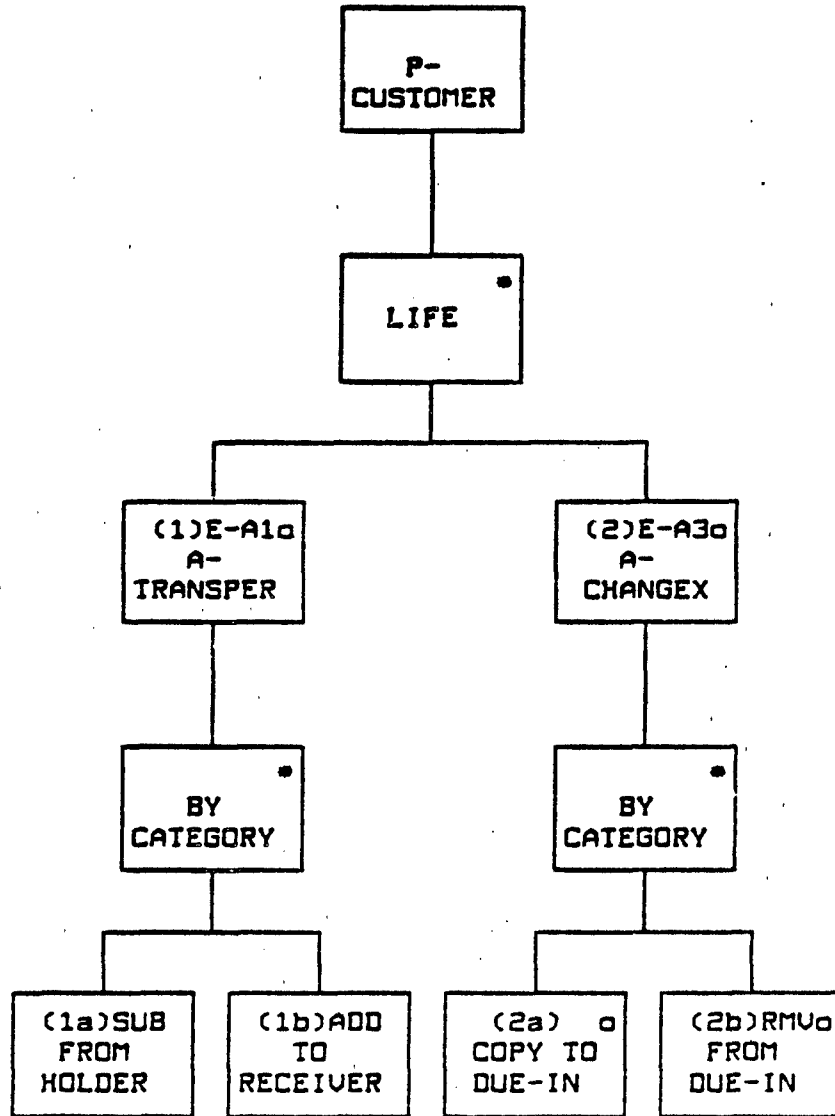 P-
CUSTOMER
*
LIFE
(1)E-A1o
A-
TRANSPER
(2)E-A3o
A-
CHANGEX
*
BY
CATEGORY
*
BY
CATEGORY
(1a)SUB
FROM
HOLDER
(1b)ADD
TO
RECEIVER
(2a) o
COPY TO
DUE-IN
(2b)RMVo
FROM
DUE-IN